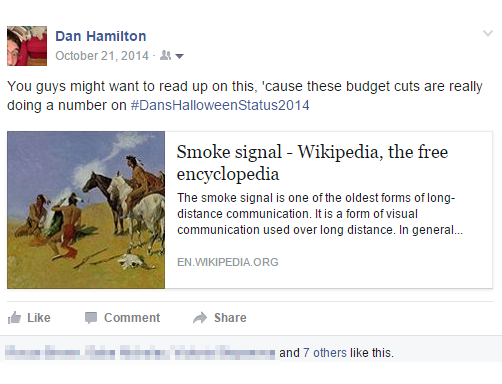 Dan Hamilton
October 21, 2014 ·
You guys might want to read up on this, 'cause these budget cuts are really
doing a number on #DansHalloweenStatus2014
Smoke signal - Wikipedia, the free
encyclopedia
The smoke signal is one of the oldest forms of long-
distance communication. It is a form of visual
communication used over long distance. In general...
EN.WIKIPEDIA.ORG
Like Comment Share
and 7 others like this.